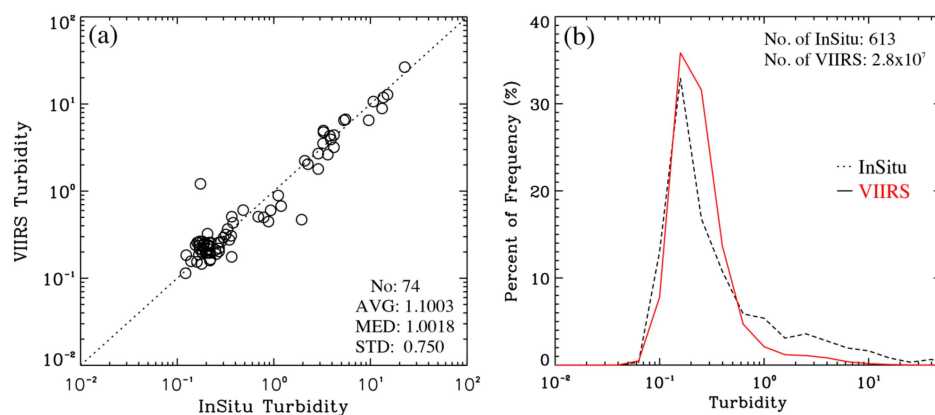 (a)
VIIRS Turbidity
10²
10¹
10⁰
10⁻¹
10⁻²
No: 74
AVG: 1.1003
MED: 1.0018
STD: 0.750
10⁻² 10⁻¹ 10⁰ 10¹ 10²
InSitu Turbidity
(b)
Percent of Frequency (%)
40
30
20
10
0
No. of InSitu: 613
No. of VIIRS: 2.8x10⁷
InSitu
VIIRS
10⁻² 10⁻¹ 10⁰ 10¹
Turbidity